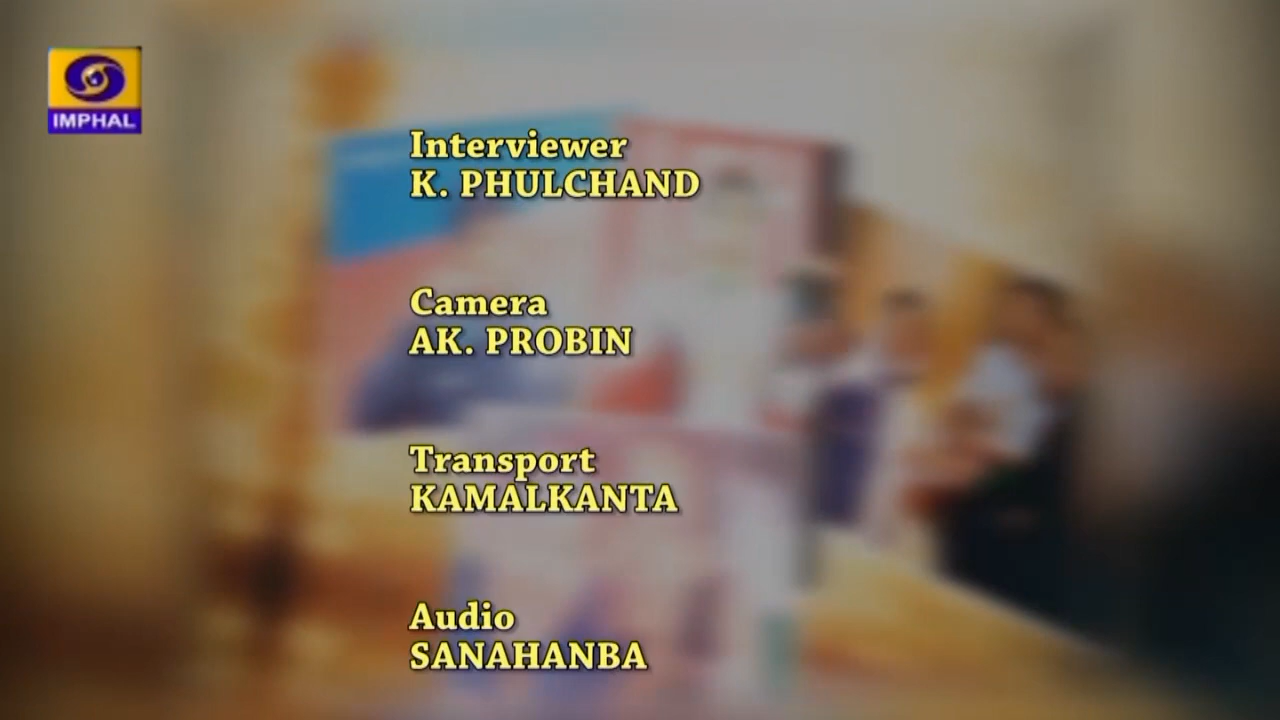 IMPHAL
Interviewer
K. PHULCHAND
Camera
AK. PROBIN
Transport
KAMALKANTA
Audio
SANAHANBA